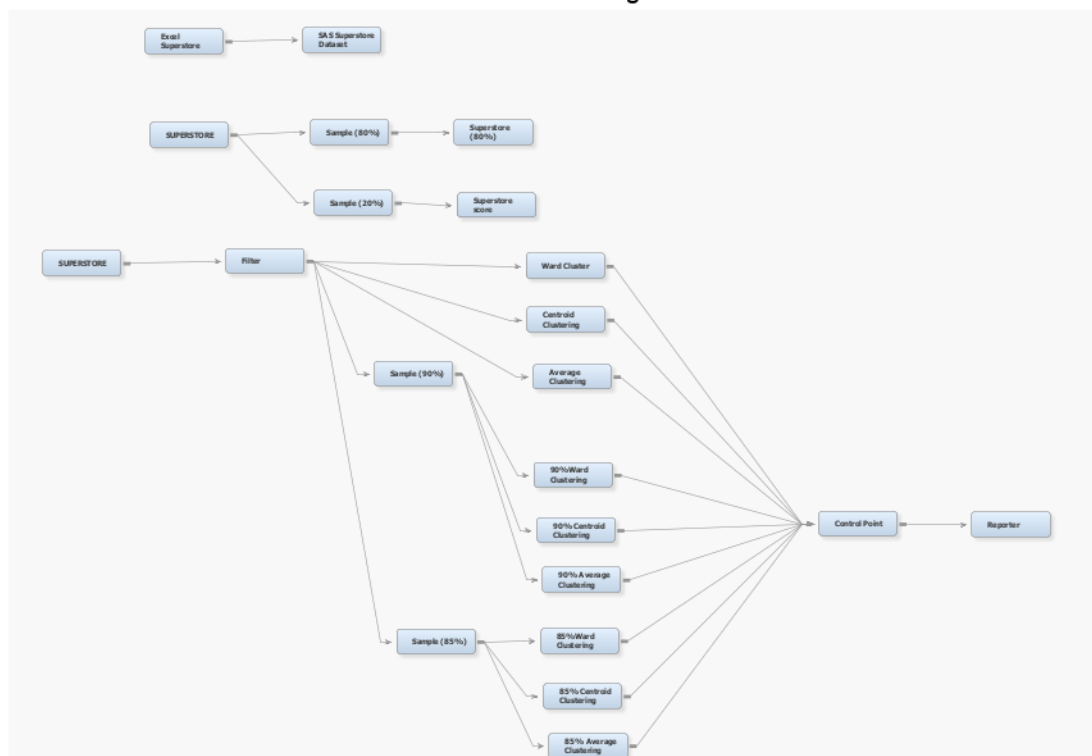 Excel
Superstore
SAS Superstore
Dataset
SUPERSTORE
Sample (80%)
Superstore
(80%)
Sample (20%)
Superstore
score
SUPERSTORE
Filter
Ward Cluster
Centroid
Clustering
Sample (90%)
Average
Clustering
90%Ward
Clustering
90% Centroid
Clustering
Control Point
Reporter
90% Average
Clustering
Sample (85%)
85%Ward
Clustering
85% Centroid
Clustering
85% Average
Clustering